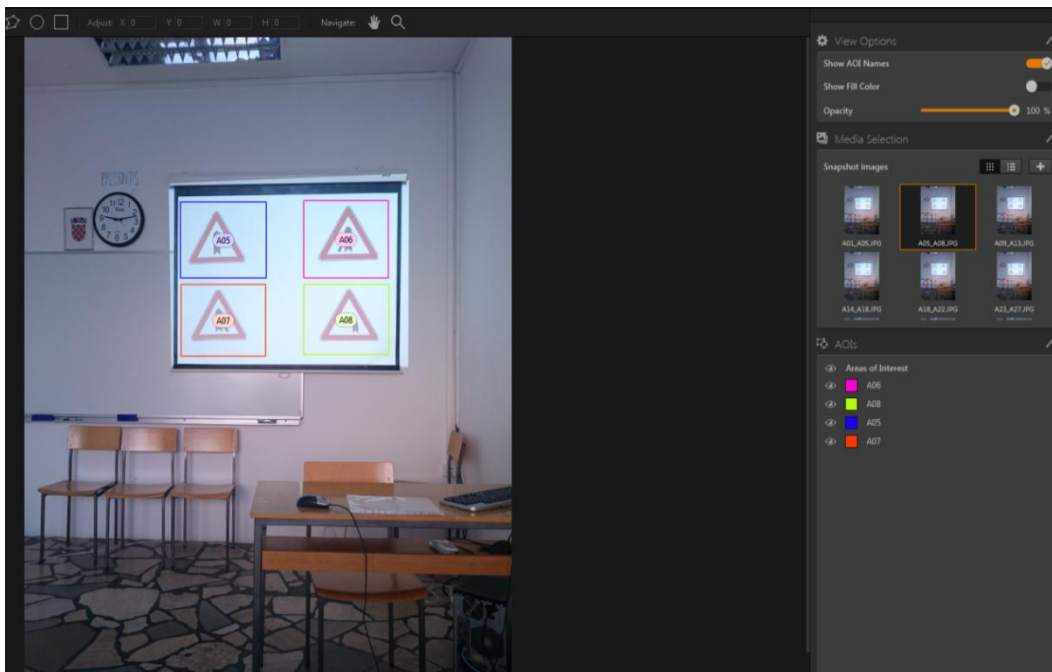 Adjust: X 0 Y 0 W 0 H 0 Navigate:
View Options
Show AOI Names
Show Fill Color
Opacity 100 %
Media Selection
Snapshot images
A01_A05.JPG A05_A08.JPG A09_A13.JPG
A14_A18.JPG A18_A22.JPG A23_A27.JPG
AOIs
Areas of Interest
A06
A08
A05
A07
12
A05 A06
A07 A08